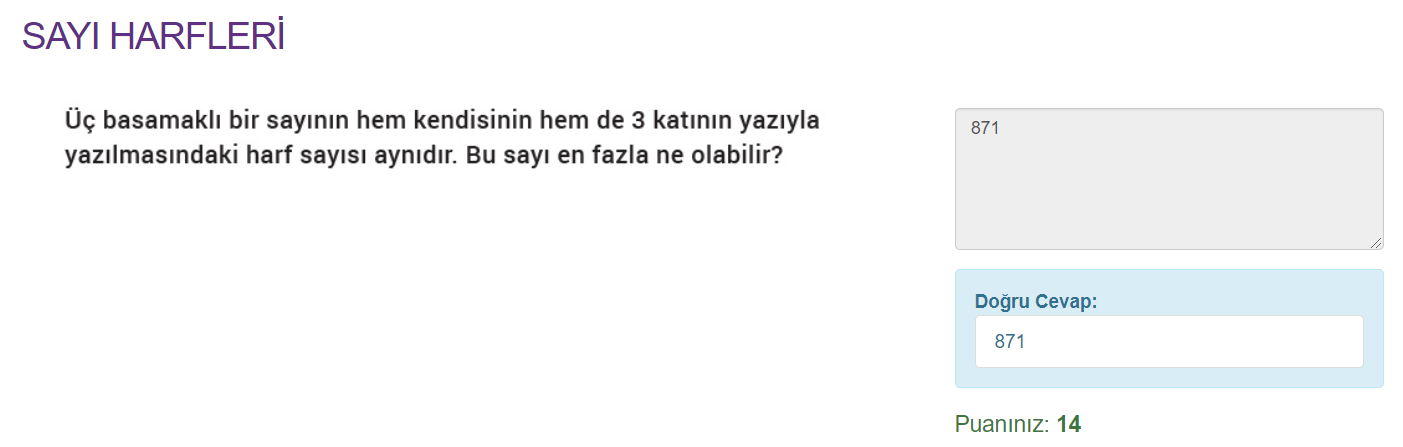 SAYI HARFLERİ
Üç basamaklı bir sayının hem kendisinin hem de 3 katının yazıyla
yazılmasındaki harf sayısı aynıdır. Bu sayı en fazla ne olabilir?
871
Doğru Cevap:
871
Puanınız: 14